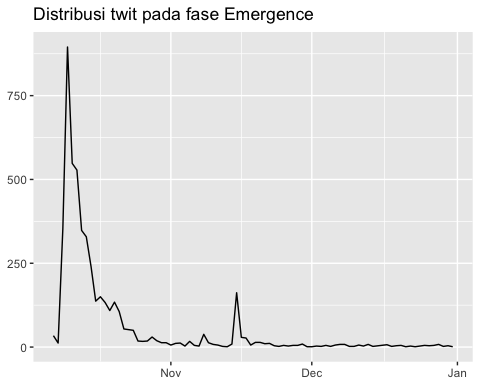 Distribusi twit pada fase Emergence
750
500
250
0
Nov
Dec
Jan